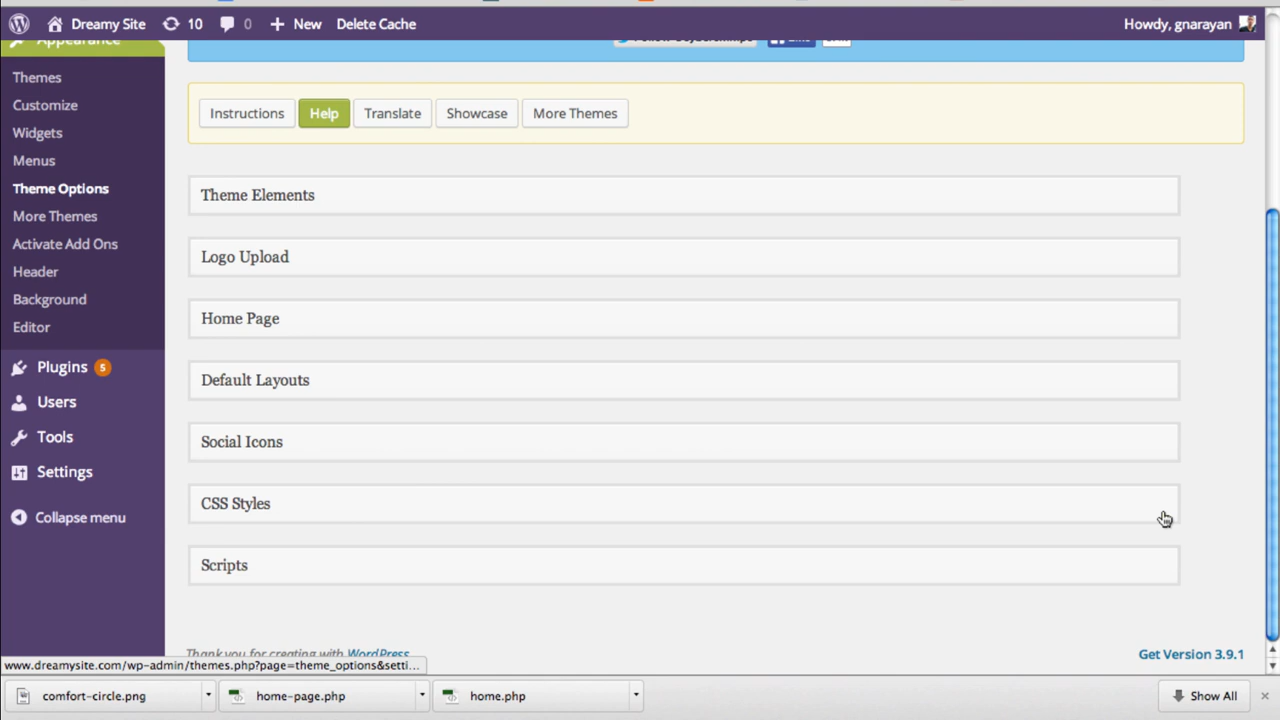 Dreamy Site
10
0
New
Delete Cache
Howdy, gnarayan
Appearance
Themes
Customize
Widgets
Menus
Theme Options
More Themes
Activate Add Ons
Header
Background
Editor
Plugins 5
Users
Tools
Settings
Collapse menu
Instructions
Help
Translate
Showcase
More Themes
Theme Elements
Logo Upload
Home Page
Default Layouts
Social Icons
CSS Styles
Scripts
Thank you for creating with WordPress
Get Version 3.9.1
www.dreamysite.com/wp-admin/themes.php?page=theme_options&setti...
comfort-circle.png
home-page.php
home.php
Show All